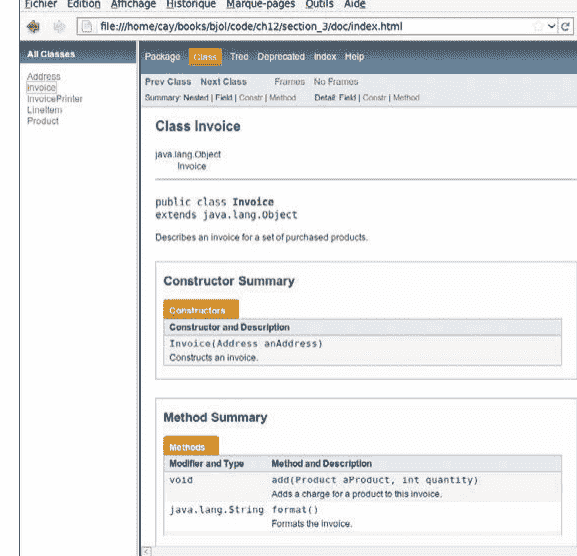 Fichier Édition Affichage Historique Marque-pages Outils Aide
file:///home/cay/books/bjol/code/ch12/section_3/doc/index.html
All Classes
Address
Invoice
InvoicePrinter
LineItem
Product
Package Class Tree Deprecated Index Help
Prev Class Next Class Frames No Frames
Summary: Nested | Field | Constr | Method Detail: Field | Constr | Method
Class Invoice
java.lang.Object
Invoice
public class Invoice
extends java.lang.Object
Describes an invoice for a set of purchased products.
Constructor Summary
Constructors
Constructor and Description
Invoice(Address anAddress)
Constructs an invoice.
Method Summary
Methods
Modifier and Type Method and Description
void add(Product aProduct, int quantity)
Adds a charge for a product to this invoice.
java.lang.String format()
Formats the invoice.